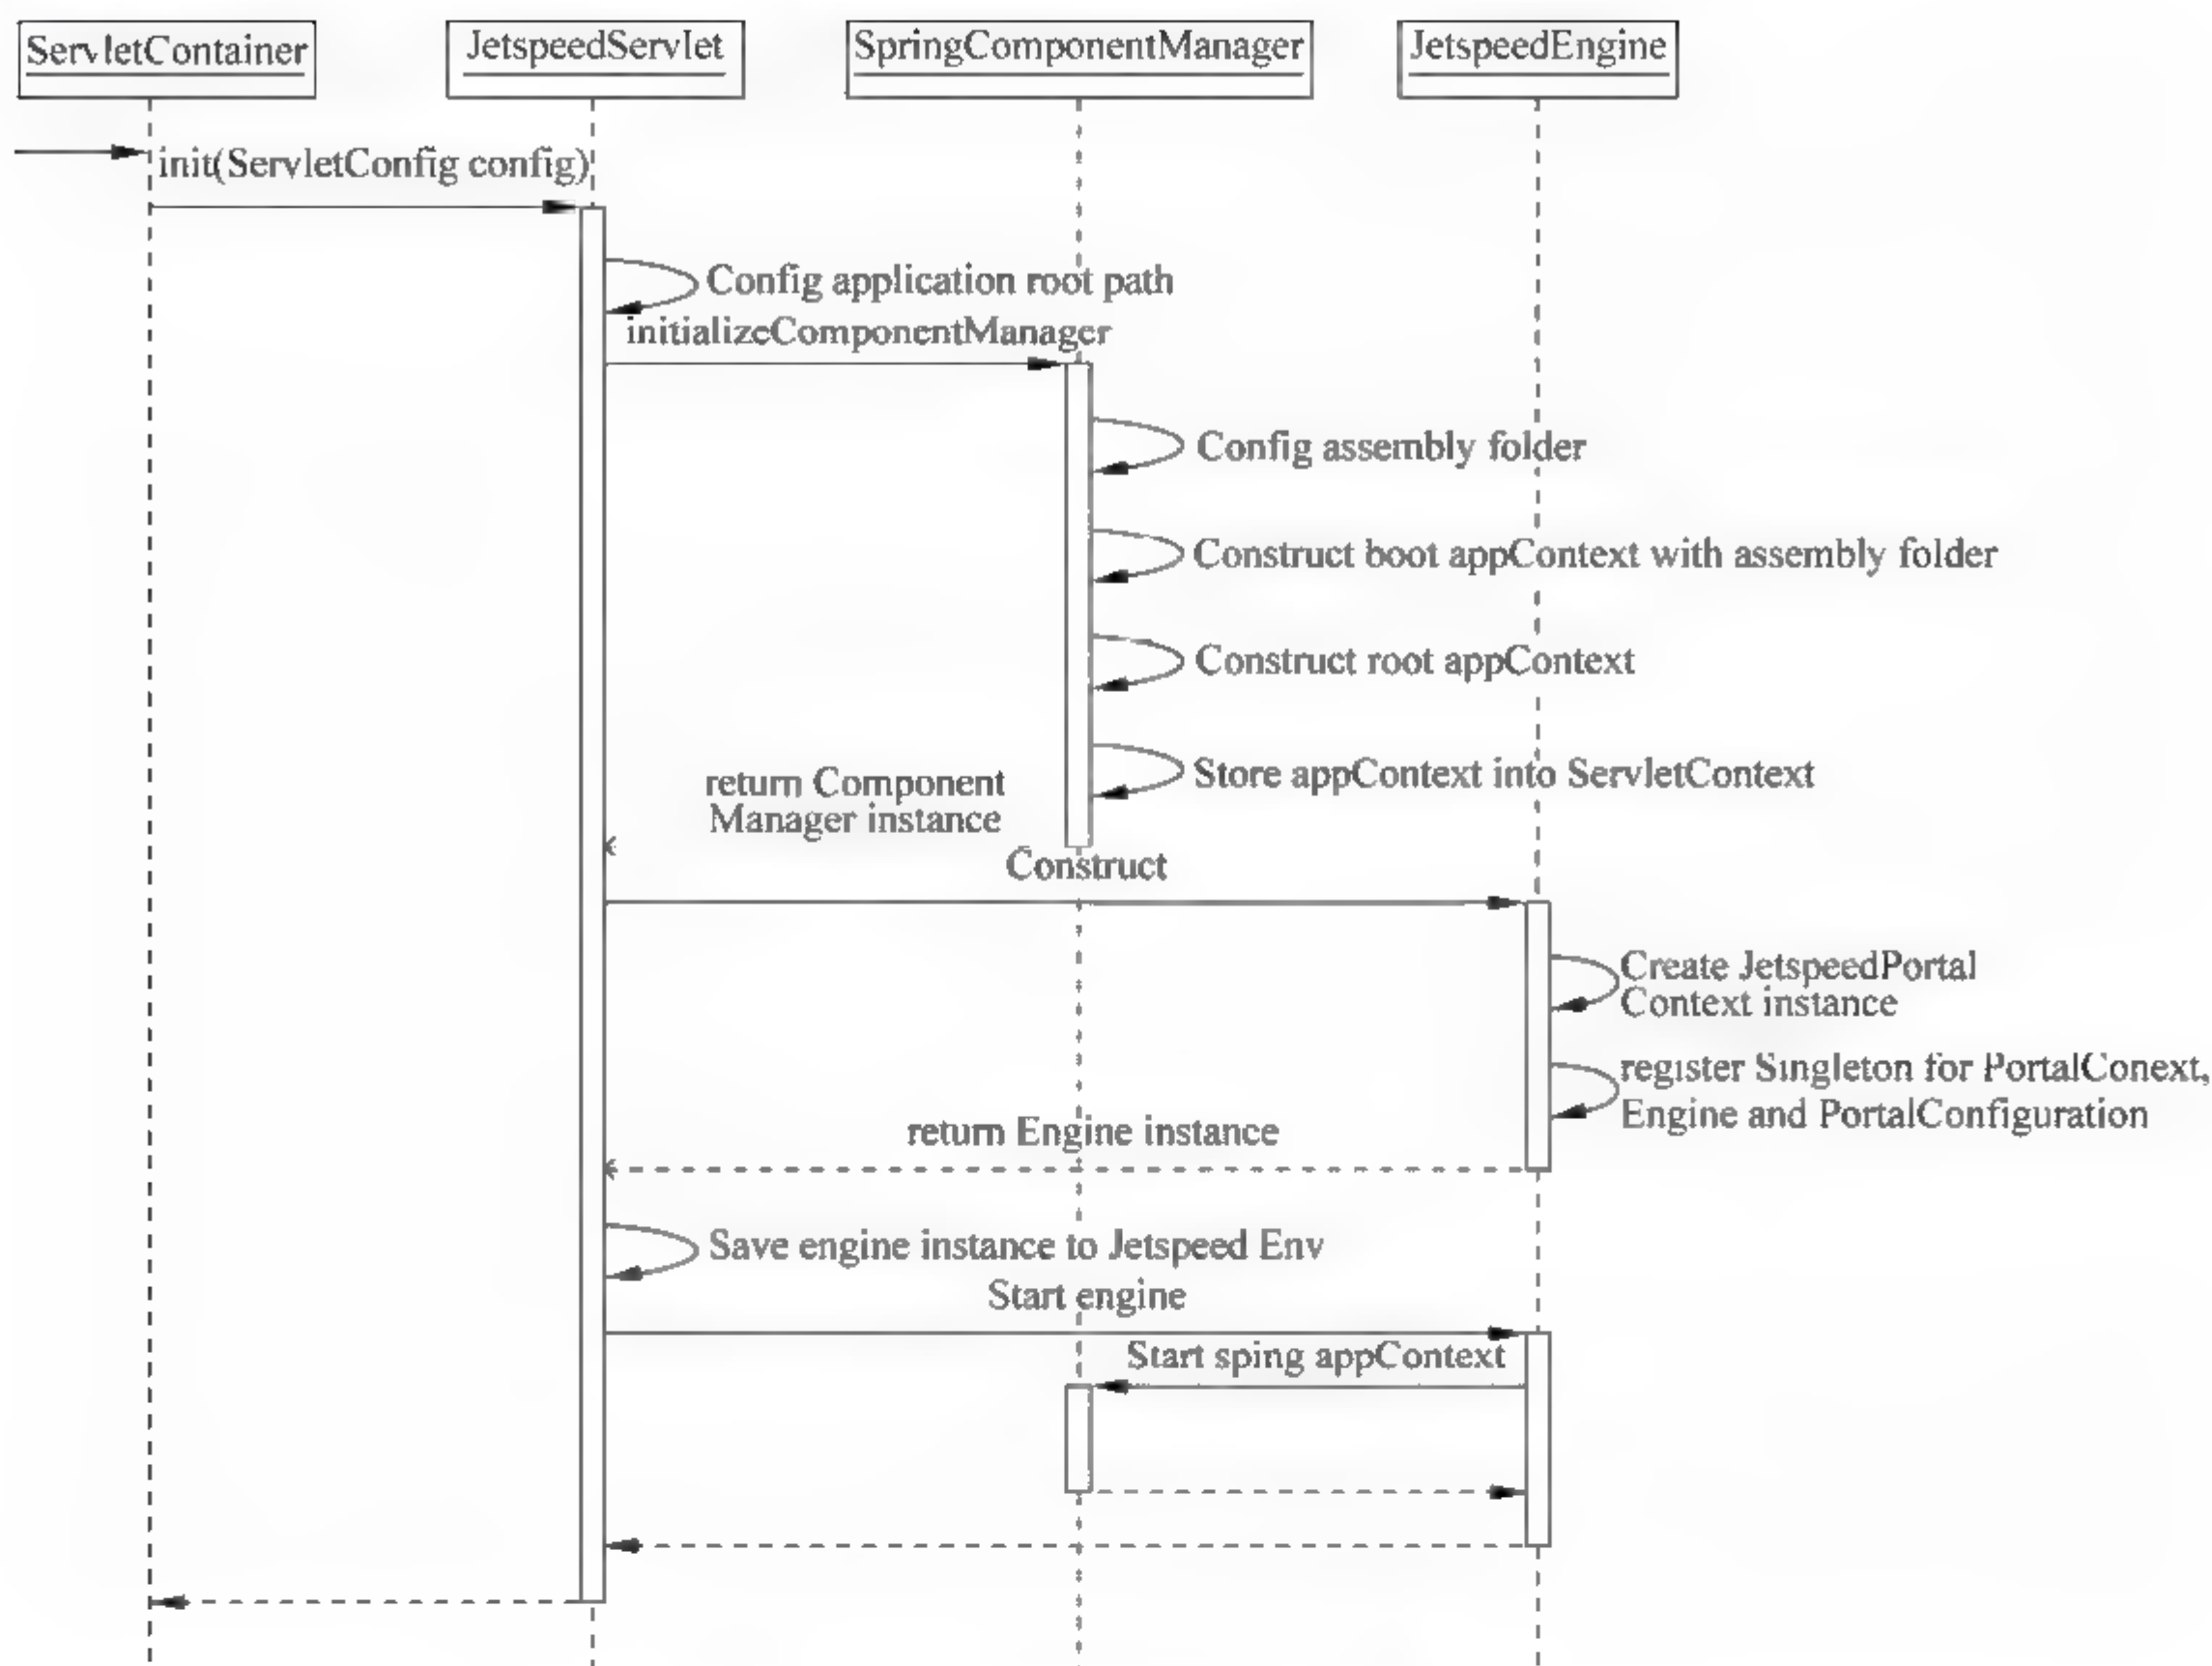 ServletContainer
JetspeedServlet
SpringComponentManager
JetspeedEngine
init(ServletConfig config)
Config application root path
initializeComponentManager
Config assembly folder
Construct boot appContext with assembly folder
Construct root appContext
Store appContext into ServletContext
return Component
Manager instance
Construct
Create JetspeedPortal
Context instance
register Singleton for PortalConext,
Engine and PortalConfiguration
return Engine instance
Save engine instance to Jetspeed Env
Start engine
Start sping appContext